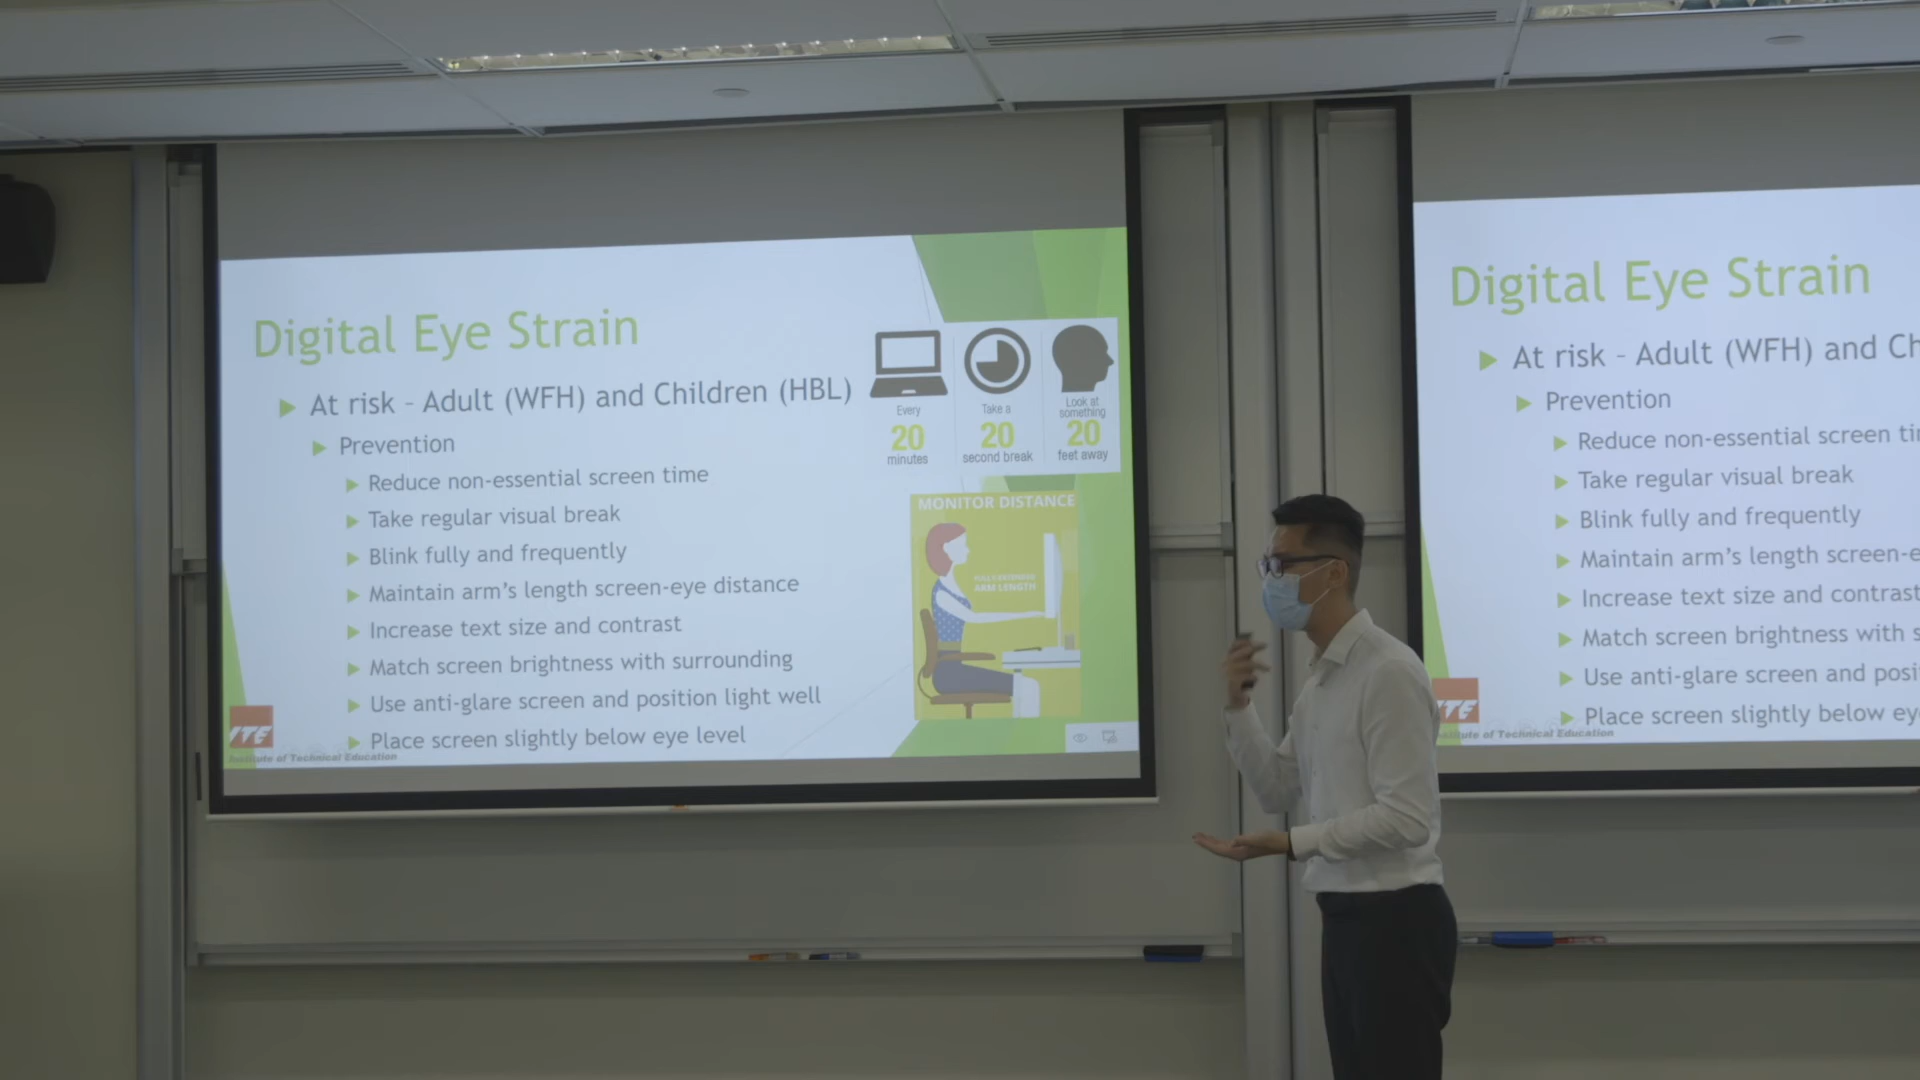 Digital Eye Strain
At risk – Adult (WFH) and Children (HBL)
Prevention
Reduce non-essential screen time
Take regular visual break
Blink fully and frequently
Maintain arm's length screen-eye distance
Increase text size and contrast
Match screen brightness with surrounding
Use anti-glare screen and position light well
Place screen slightly below eye level
Every
20
minutes
Take a
20
second break
Look at
something
20
feet away
MONITOR DISTANCE
ARM LENGTH
ITE
Institute of Technical Education
Digital Eye Strain
At risk – Adult (WFH) and Ch
Prevention
Reduce non-essential screen ti
Take regular visual break
Blink fully and frequently
Maintain arm's length screen-e
Increase text size and contrast
Match screen brightness with s
Use anti-glare screen and posi
Place screen slightly below ey
ITE
Institute of Technical Education